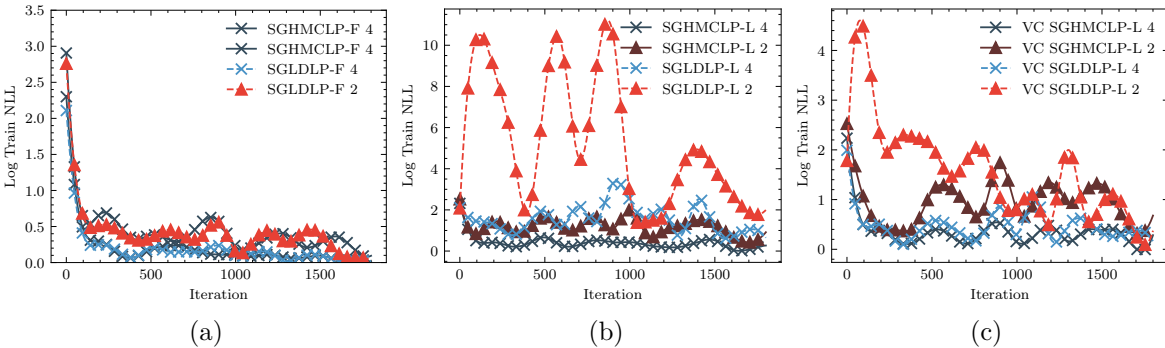 3.5
3.0
2.5
2.0
1.5
1.0
0.5
0.0
Log Train NLL
0
500
1000
1500
Iteration
SGHMCLP-F 4
SGHMCLP-F 4
SGLDLP-F 4
SGLDLP-F 2
(a)
10
8
6
4
2
0
Log Train NLL
0
500
1000
1500
Iteration
SGHMCLP-L 4
SGHMCLP-L 2
SGLDLP-L 4
SGLDLP-L 2
(b)
4
3
2
1
0
Log Train NLL
0
500
1000
1500
Iteration
VC SGHMCLP-L 4
VC SGHMCLP-L 2
VC SGLDLP-L 4
VC SGLDLP-L 2
(c)